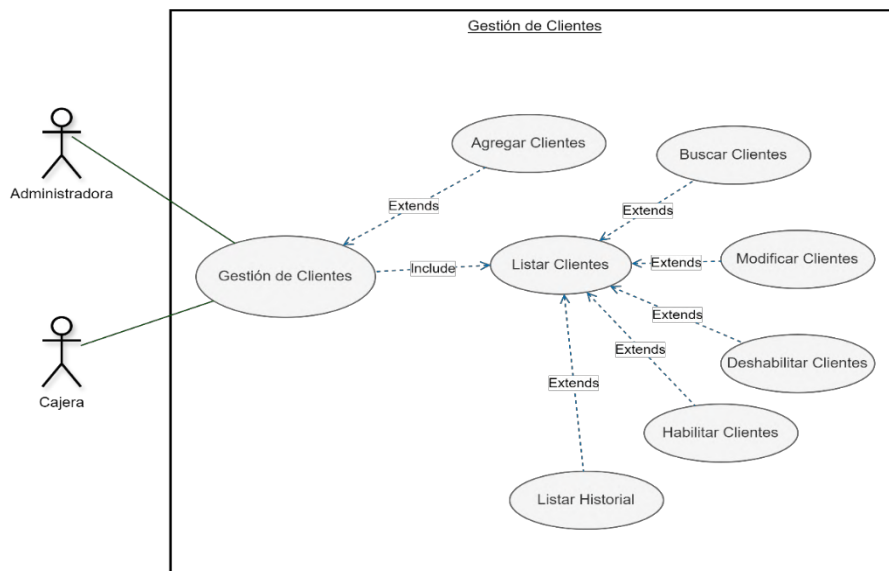 Gestión de Clientes
Agregar Clientes
Buscar Clientes
Administradora
Extends
Extends
Gestión de Clientes
Include
Listar Clientes
Extends
Modificar Clientes
Extends
Cajera
Extends
Deshabilitar Clientes
Extends
Habilitar Clientes
Listar Historial